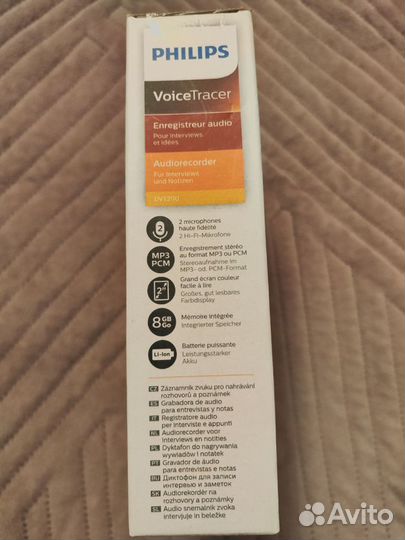 PHILIPS
VoiceTracer
Enregistreur audio
Pour interviews
et idées
Audiorecorder
Für Interviews
und Notizen
2
2 microphones
haute fidélité
2 Hi-Fi-Mikrofone
MP3
PCM
Enregistrement stéréo
au format MP3 ou PCM
Stereoaufnahme im
MP3- od. PCM-Format
2"
Grand écran couleur
facile à lire
Großes, gut lesbares
Farbdisplay
8 GB
Go
Mémoire intégrée
Integrierter Speicher
Li-Ion
Batterie puissante
Leistungsstarker
Akku
CZ Záznamník zvuku pro nahrávání
rozhovorů a poznámek
ES Grabadora de audio
para entrevistas y notas
IT Registratore audio
per interviste e appunti
NL Audiorecorder voor
interviews en notities
PL Dyktafon do nagrywania
wywiadów i notatek
PT Gravador de áudio
para entrevistas e notas
RU Диктофон для записи
интервью и заметок
SK Audiorekordér na
rozhovory a poznámky
SL Audio snemalnik zvoka
intervjuje in beležke
Avito